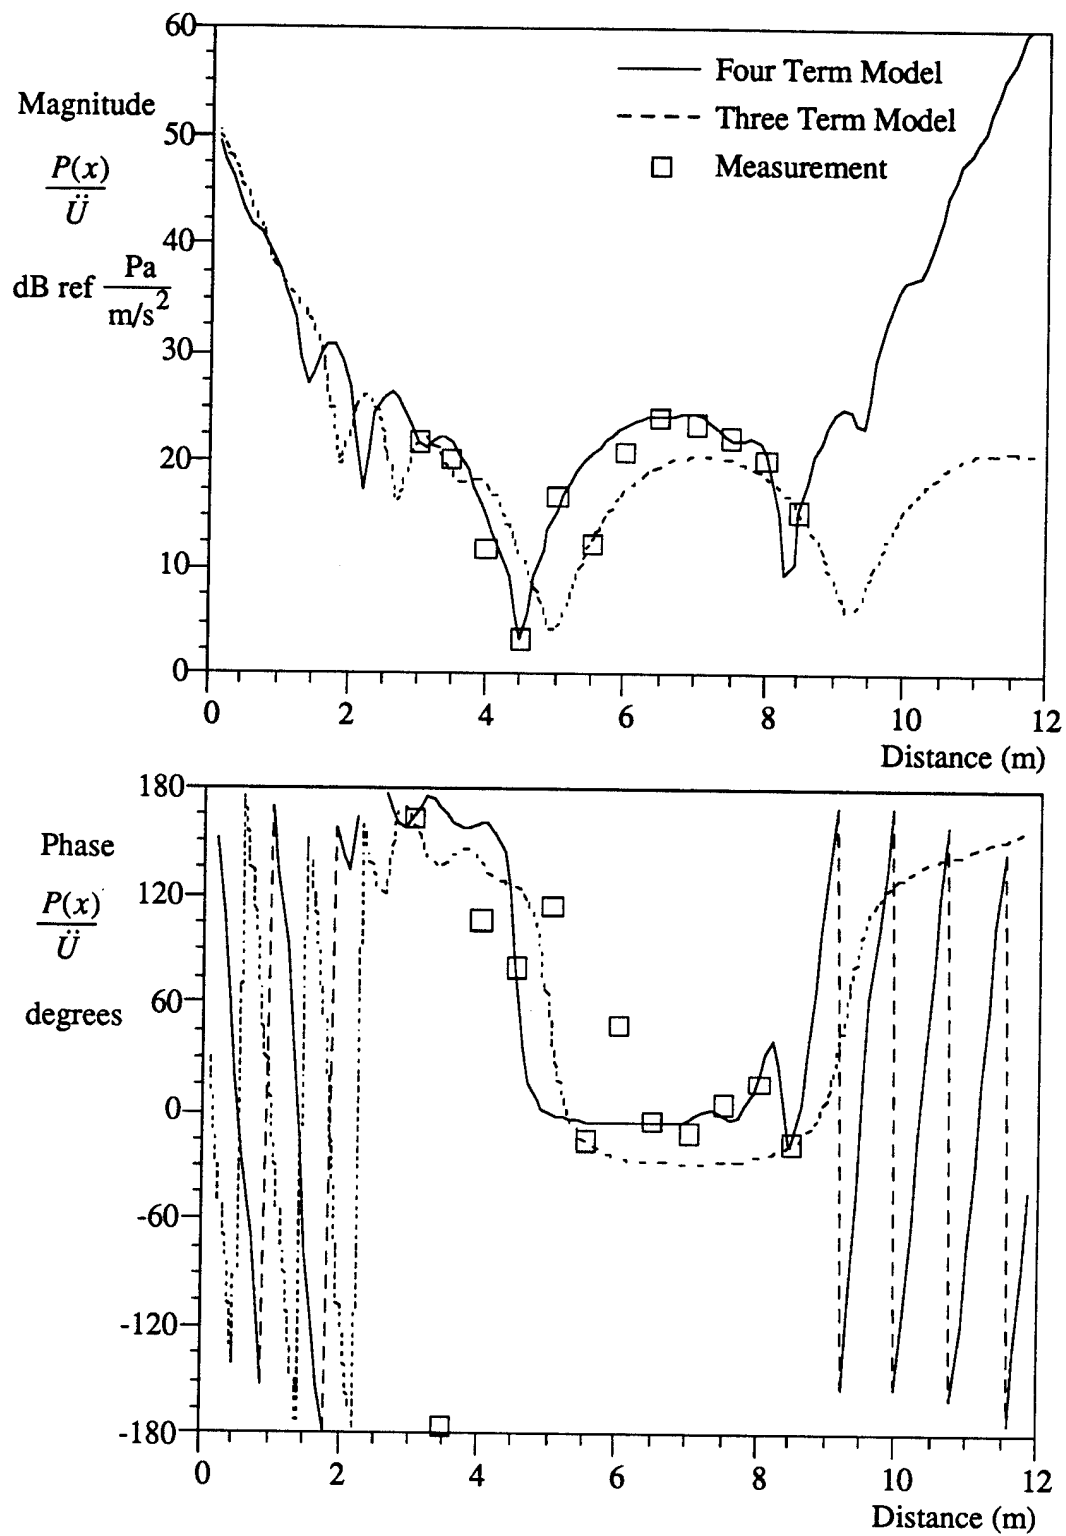 60
50
40
30
20
10
0
Magnitude
P(x)
Ü
dB ref Pa
m/s²
Four Term Model
Three Term Model
Measurement
0 2 4 6 8 10 12
Distance (m)
180
120
60
0
-60
-120
-180
Phase
P(x)
Ü
degrees
0 2 4 6 8 10 12
Distance (m)